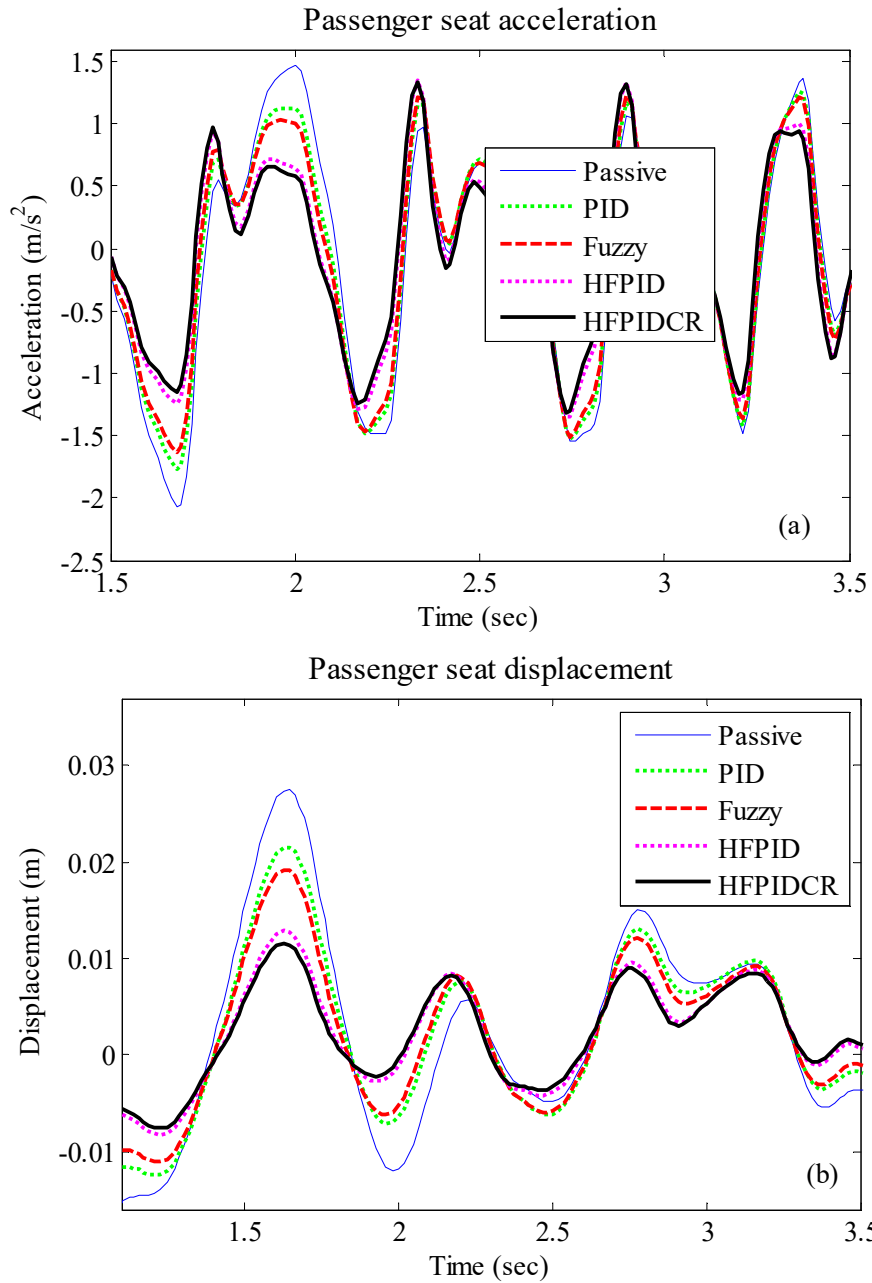 Passenger seat acceleration
1.5
1
0.5
0
-0.5
-1
-1.5
-2
-2.5
Acceleration (m/s²)
Passive
PID
Fuzzy
HFPID
HFPIDCR
(a)
1.5 2 2.5 3 3.5
Time (sec)
Passenger seat displacement
0.03
0.02
0.01
0
-0.01
Displacement (m)
Passive
PID
Fuzzy
HFPID
HFPIDCR
(b)
1.5 2 2.5 3 3.5
Time (sec)